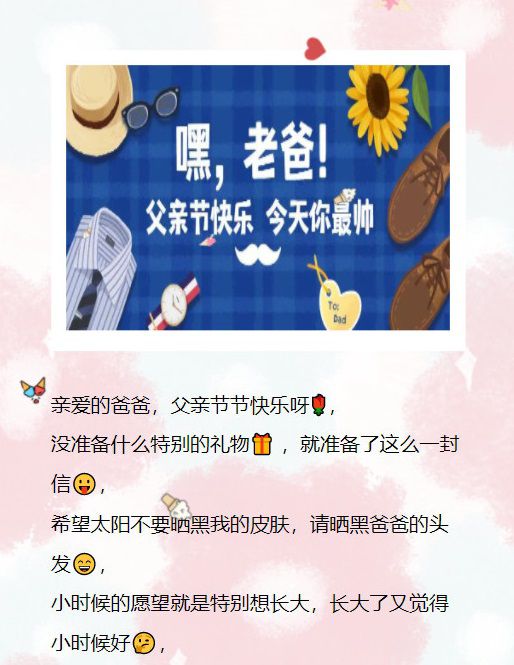 嘿，老爸!
父亲节快乐 今天你最帅
To:
Dad
亲爱的爸爸，父亲节节快乐呀🌹，
没准备什么特别的礼物🎁，就准备了这么一封
信😛，
希望太阳不要晒黑我的皮肤，请晒黑爸爸的头
发😄，
小时候的愿望就是特别想长大，长大了又觉得
小时候好🤔，